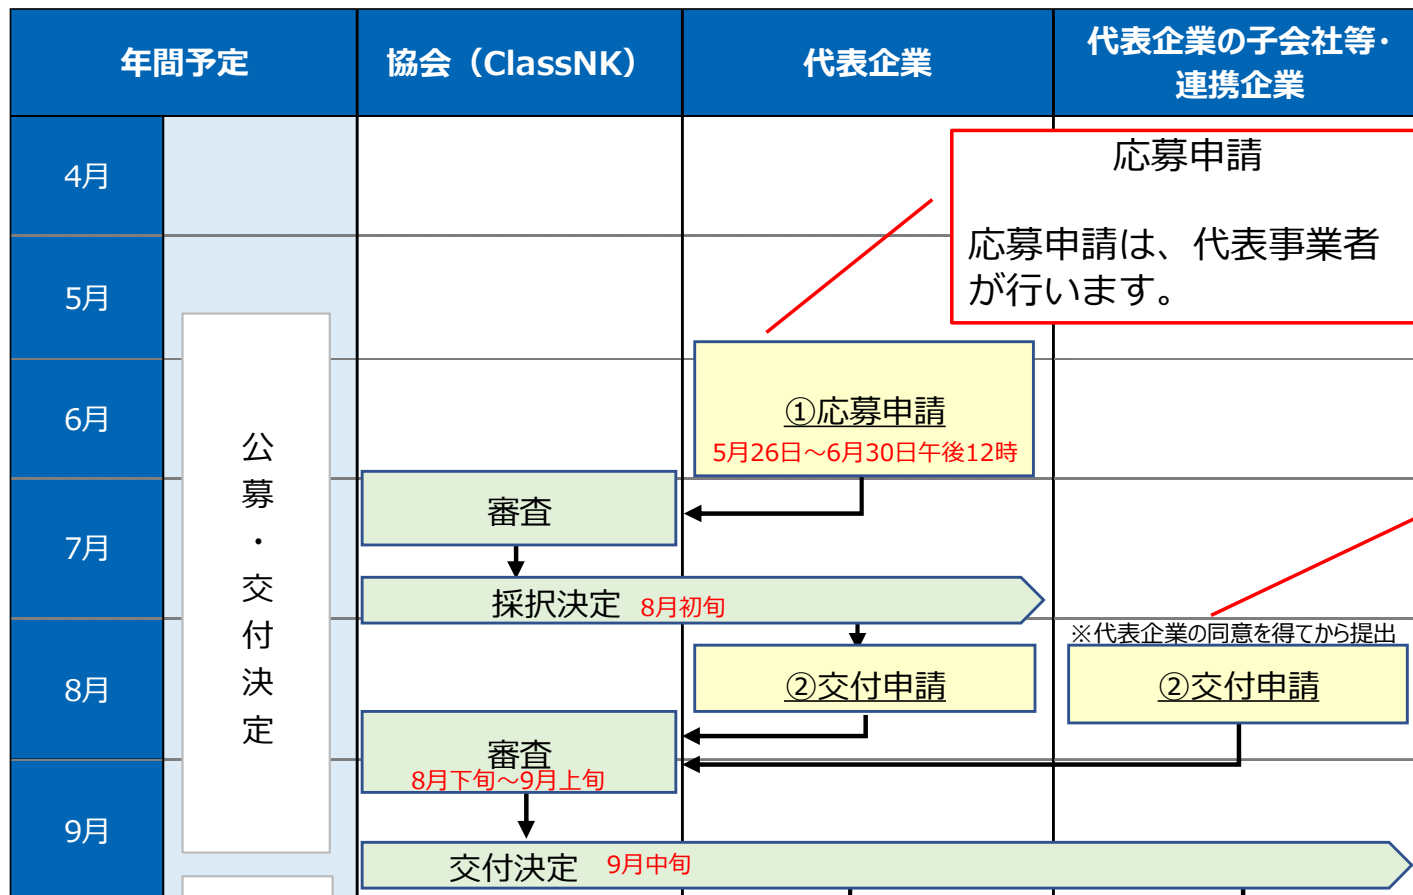 年間予定
協会（ClassNK）
代表企業
代表企業の子会社等・
連携企業
4月
5月
6月
7月
8月
9月
公募・交付決定
応募申請
応募申請は、代表事業者
が行います。
①応募申請
5月26日～6月30日午後12時
審査
採択決定 8月初旬
※代表企業の同意を得てから提出
②交付申請
②交付申請
審査
8月下旬～9月上旬
交付決定 9月中旬